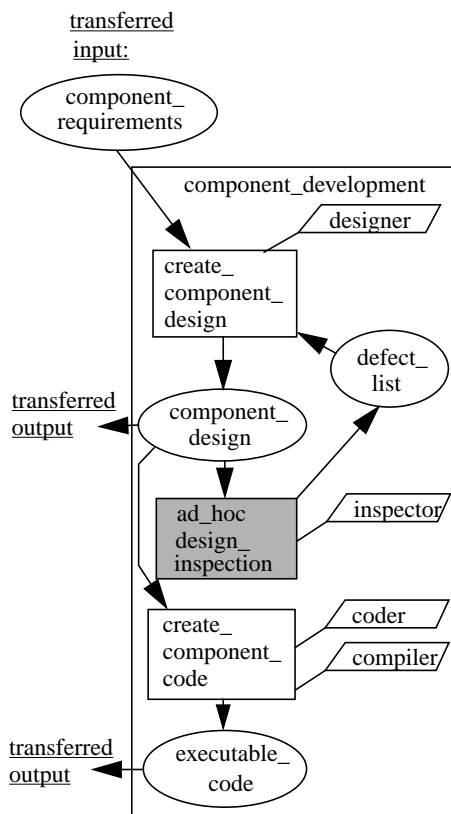 transferred
input:
component_
requirements
component_development
designer
create_
component_
design
defect_
list
transferred
output
component_
design
ad_hoc
design_
inspection
inspector
create_
component_
code
coder
compiler
transferred
output
executable_
code